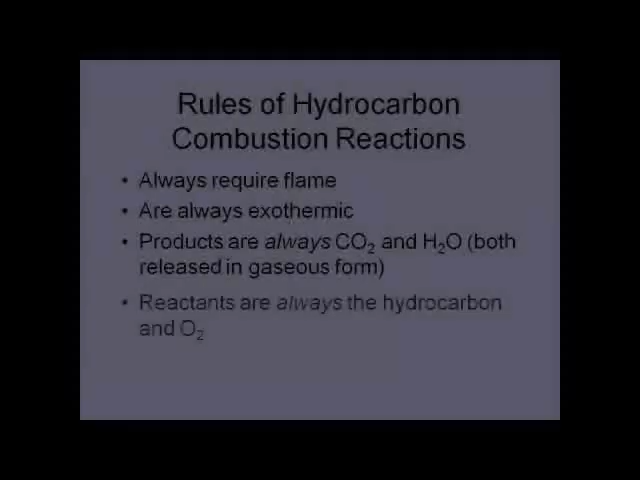 Rules of Hydrocarbon
Combustion Reactions
• Always require flame
• Are always exothermic
• Products are always CO₂ and H₂O (both
released in gaseous form)
• Reactants are always the hydrocarbon
and O₂